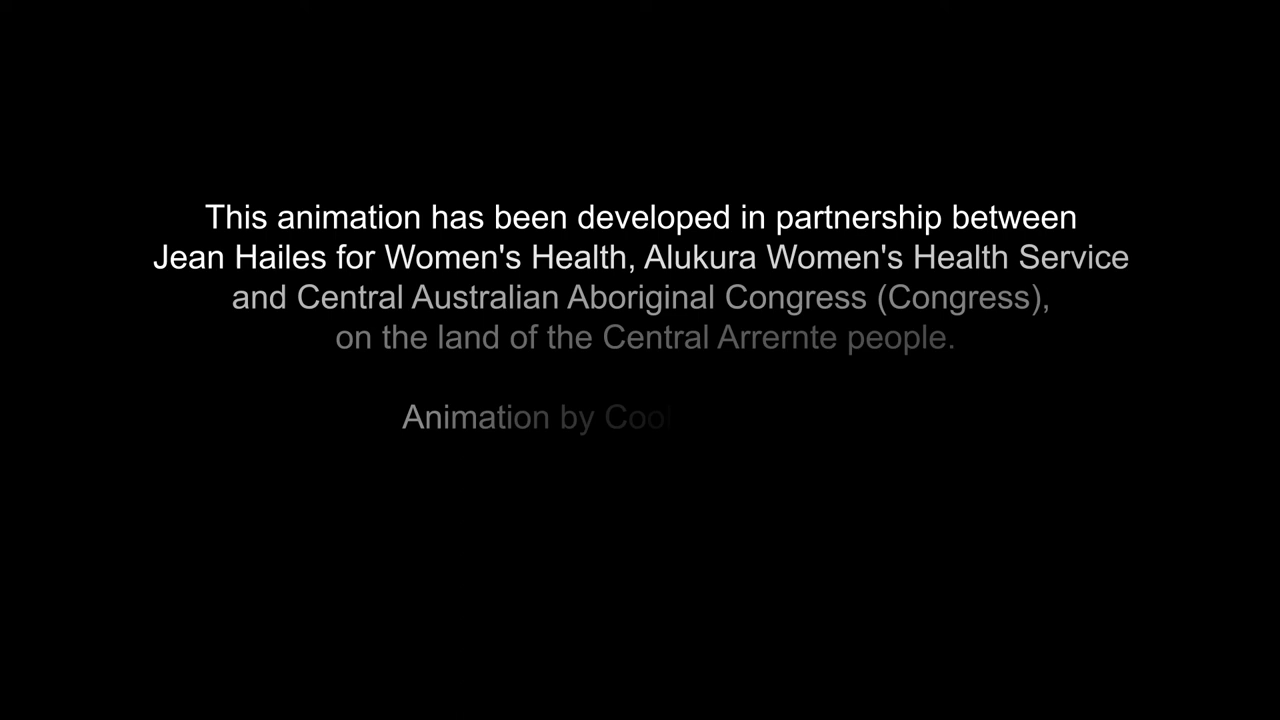 This animation has been developed in partnership between
Jean Hailes for Women's Health, Alukura Women's Health Service
and Central Australian Aboriginal Congress (Congress),
on the land of the Central Arrernte people.
Animation by